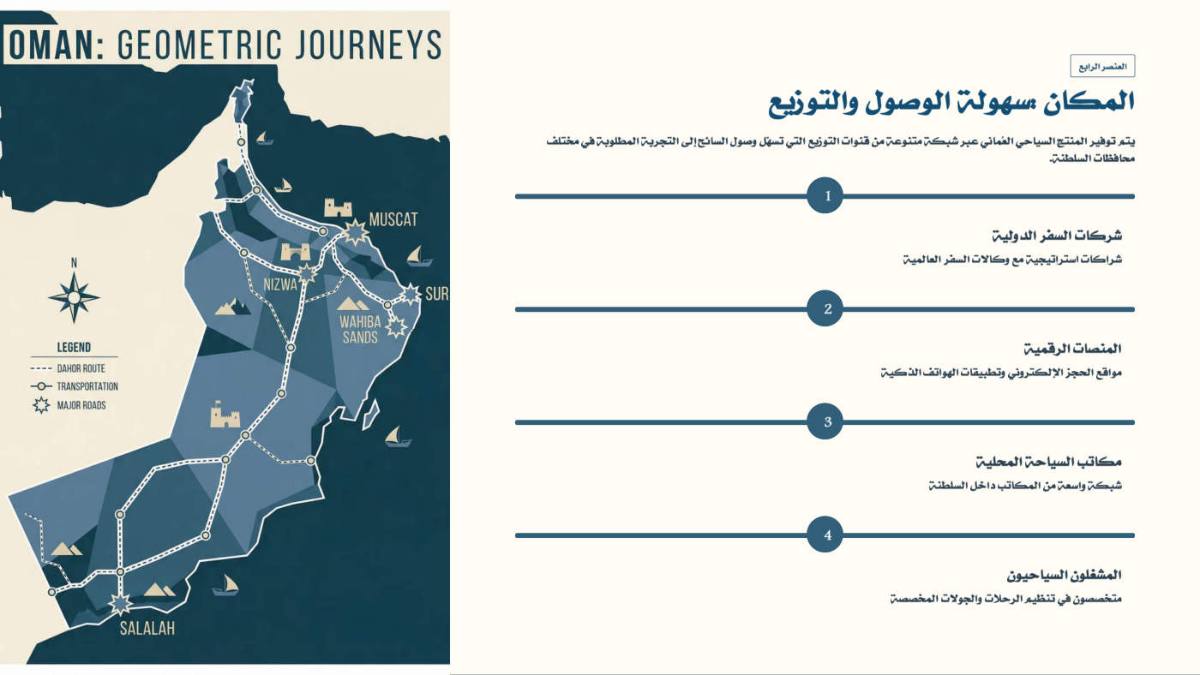 OMAN: GEOMETRIC JOURNEYS
MUSCAT
NIZWA
SUR
WAHIBA
SANDS
SALALAH
N
LEGEND
DAHOR ROUTE
TRANSPORTATION
MAJOR ROADS
العنصر الرابع
المكان :سهولة الوصول والتوزيع
يتم توفير المنتج السياحي العُماني عبر شبكة متنوعة من قنوات التوزيع التي تسهّل وصول السائح إلى التجربة المطلوبة في مختلف
محافظات السلطنة.
1
شركات السفر الدولية
شراكات استراتيجية مع وكالات السفر العالمية
2
المنصات الرقمية
مواقع الحجز الإلكتروني وتطبيقات الهواتف الذكية
3
مكاتب السياحة المحلية
شبكة واسعة من المكاتب داخل السلطنة
4
المشغلون السياحيون
متخصصون في تنظيم الرحلات والجولات المخصصة